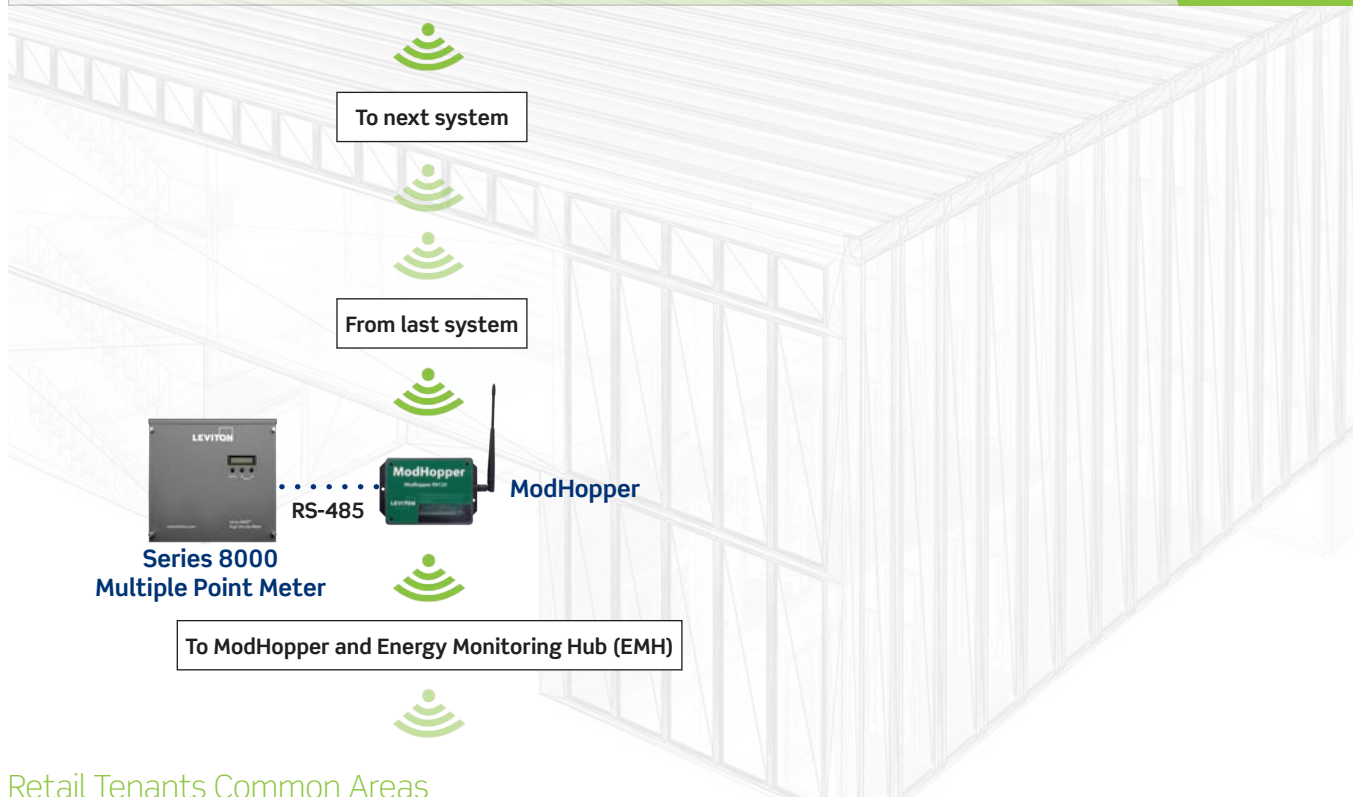 To next system
From last system
LEVITON
ModHopper
LEVITON
ModHopper
RS-485
Series 8000
Multiple Point Meter
To ModHopper and Energy Monitoring Hub (EMH)
Retail Tenants Common Areas